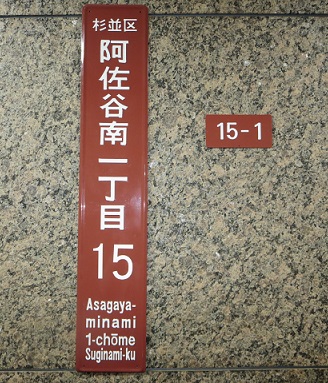 杉並区
阿佐谷南一丁目
15
Asagaya-
minami
1-chōme
Suginami-ku
15-1